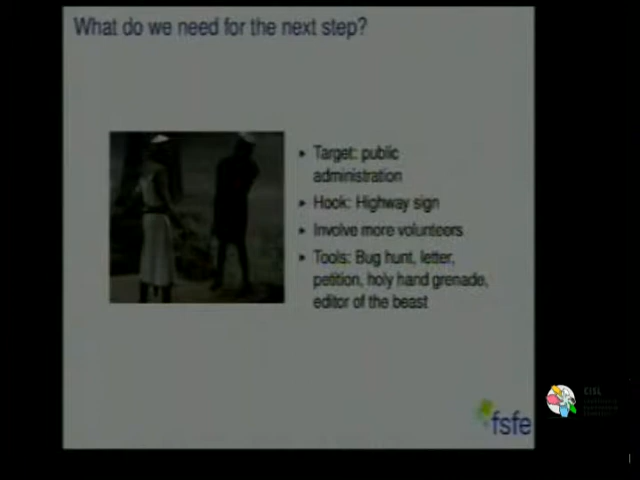 What do we need for the next step?
▸ Target: public
administration
▸ Hook: Highway sign
▸ Involve more volunteers
▸ Tools: Bug hunt, letter,
petition, holy hand grenade,
editor of the beast
fsfe